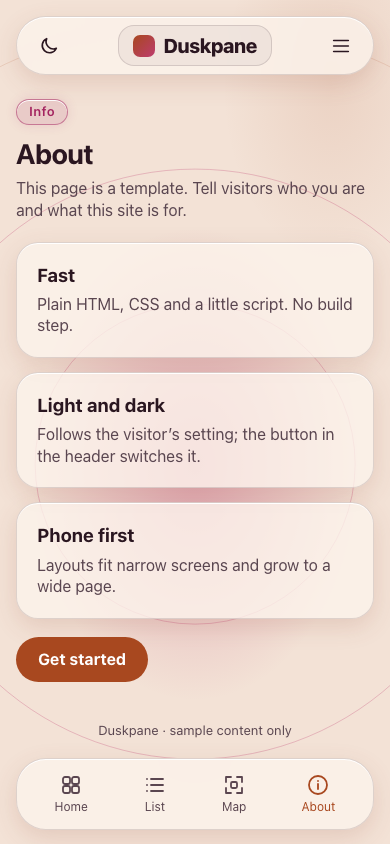 Duskpane
Info
About
This page is a template. Tell visitors who you are
and what this site is for.
Fast
Plain HTML, CSS and a little script. No build
step.
Light and dark
Follows the visitor’s setting; the button in
the header switches it.
Phone first
Layouts fit narrow screens and grow to a
wide page.
Get started
Duskpane · sample content only
Home List Map About